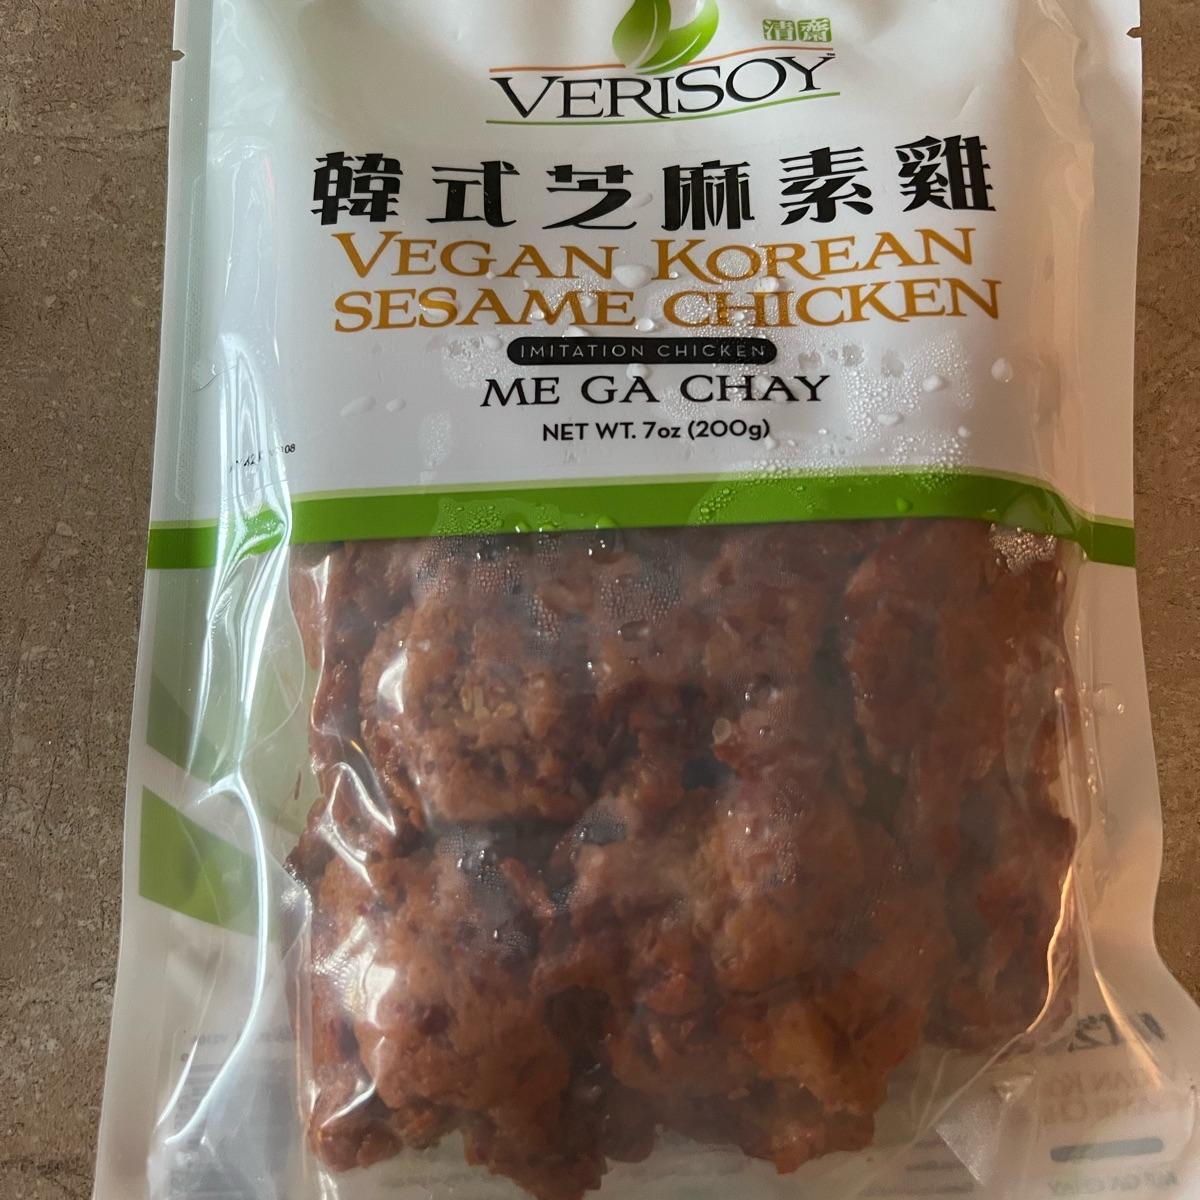 清齋
VERISOY™
韓式芝麻素雞
VEGAN KOREAN
SESAME CHICKEN
IMITATION CHICKEN
ME GA CHAY
NET WT. 7oz (200g)